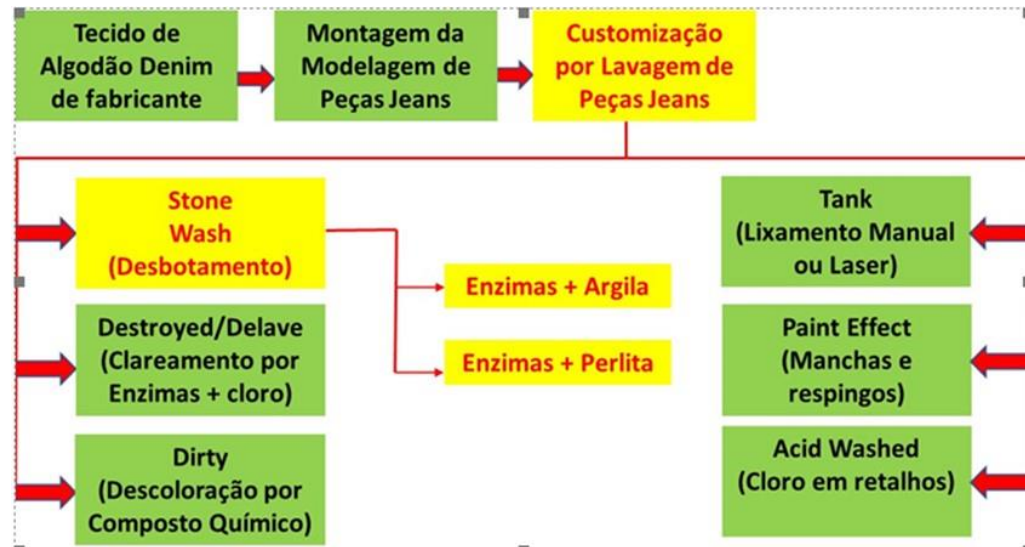 Tecido de
Algodão Denim
de fabricante
Montagem da
Modelagem de
Peças Jeans
Customização
por Lavagem de
Peças Jeans
Stone
Wash
(Desbotamento)
Enzimas + Argila
Enzimas + Perlita
Destroyed/Delave
(Clareamento por
Enzimas + cloro)
Dirty
(Descoloração por
Composto Químico)
Tank
(Lixamento Manual
ou Laser)
Paint Effect
(Manchas e
respingos)
Acid Washed
(Cloro em retalhos)